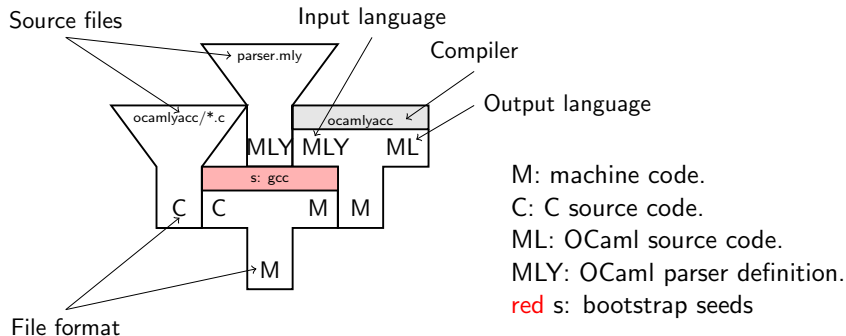 Source files
Input language
parser.mly
Compiler
ocamlyacc/*.c
ocamlyacc
Output language
MLY
MLY
ML
s: gcc
M: machine code.
C
C
M
M
C: C source code.
ML: OCaml source code.
M
MLY: OCaml parser definition.
red s: bootstrap seeds
File format